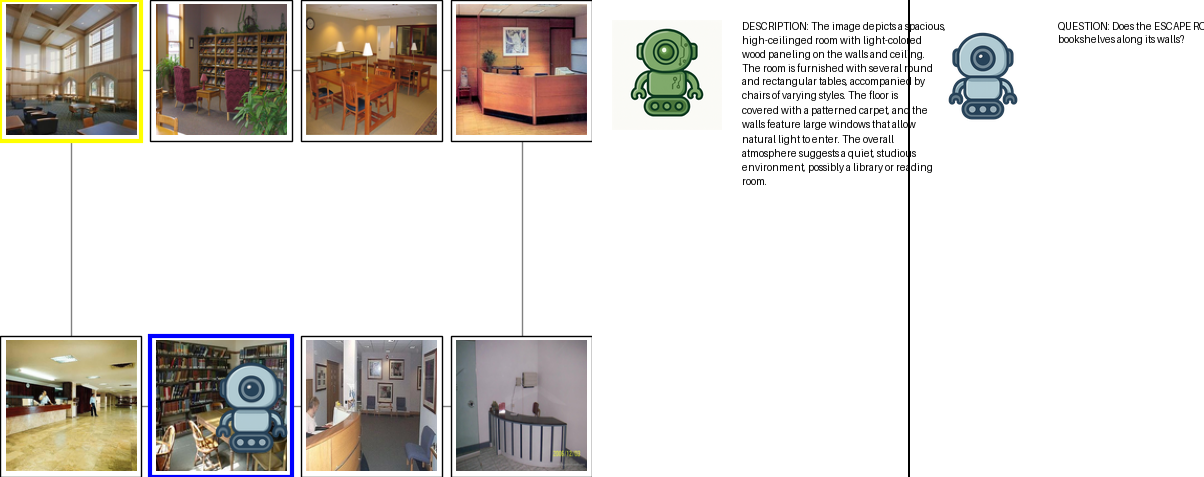 DESCRIPTION: The image depicts a spacious,
high-ceilinged room with light-colored
wood paneling on the walls and ceiling.
The room is furnished with several round
and rectangular tables, accompanied by
chairs of varying styles. The floor is
covered with a patterned carpet, and the
walls feature large windows that allow
natural light to enter. The overall
atmosphere suggests a quiet, studious
environment, possibly a library or reading
room.
QUESTION: Does the ESCAPE RO
bookshelves along its walls?